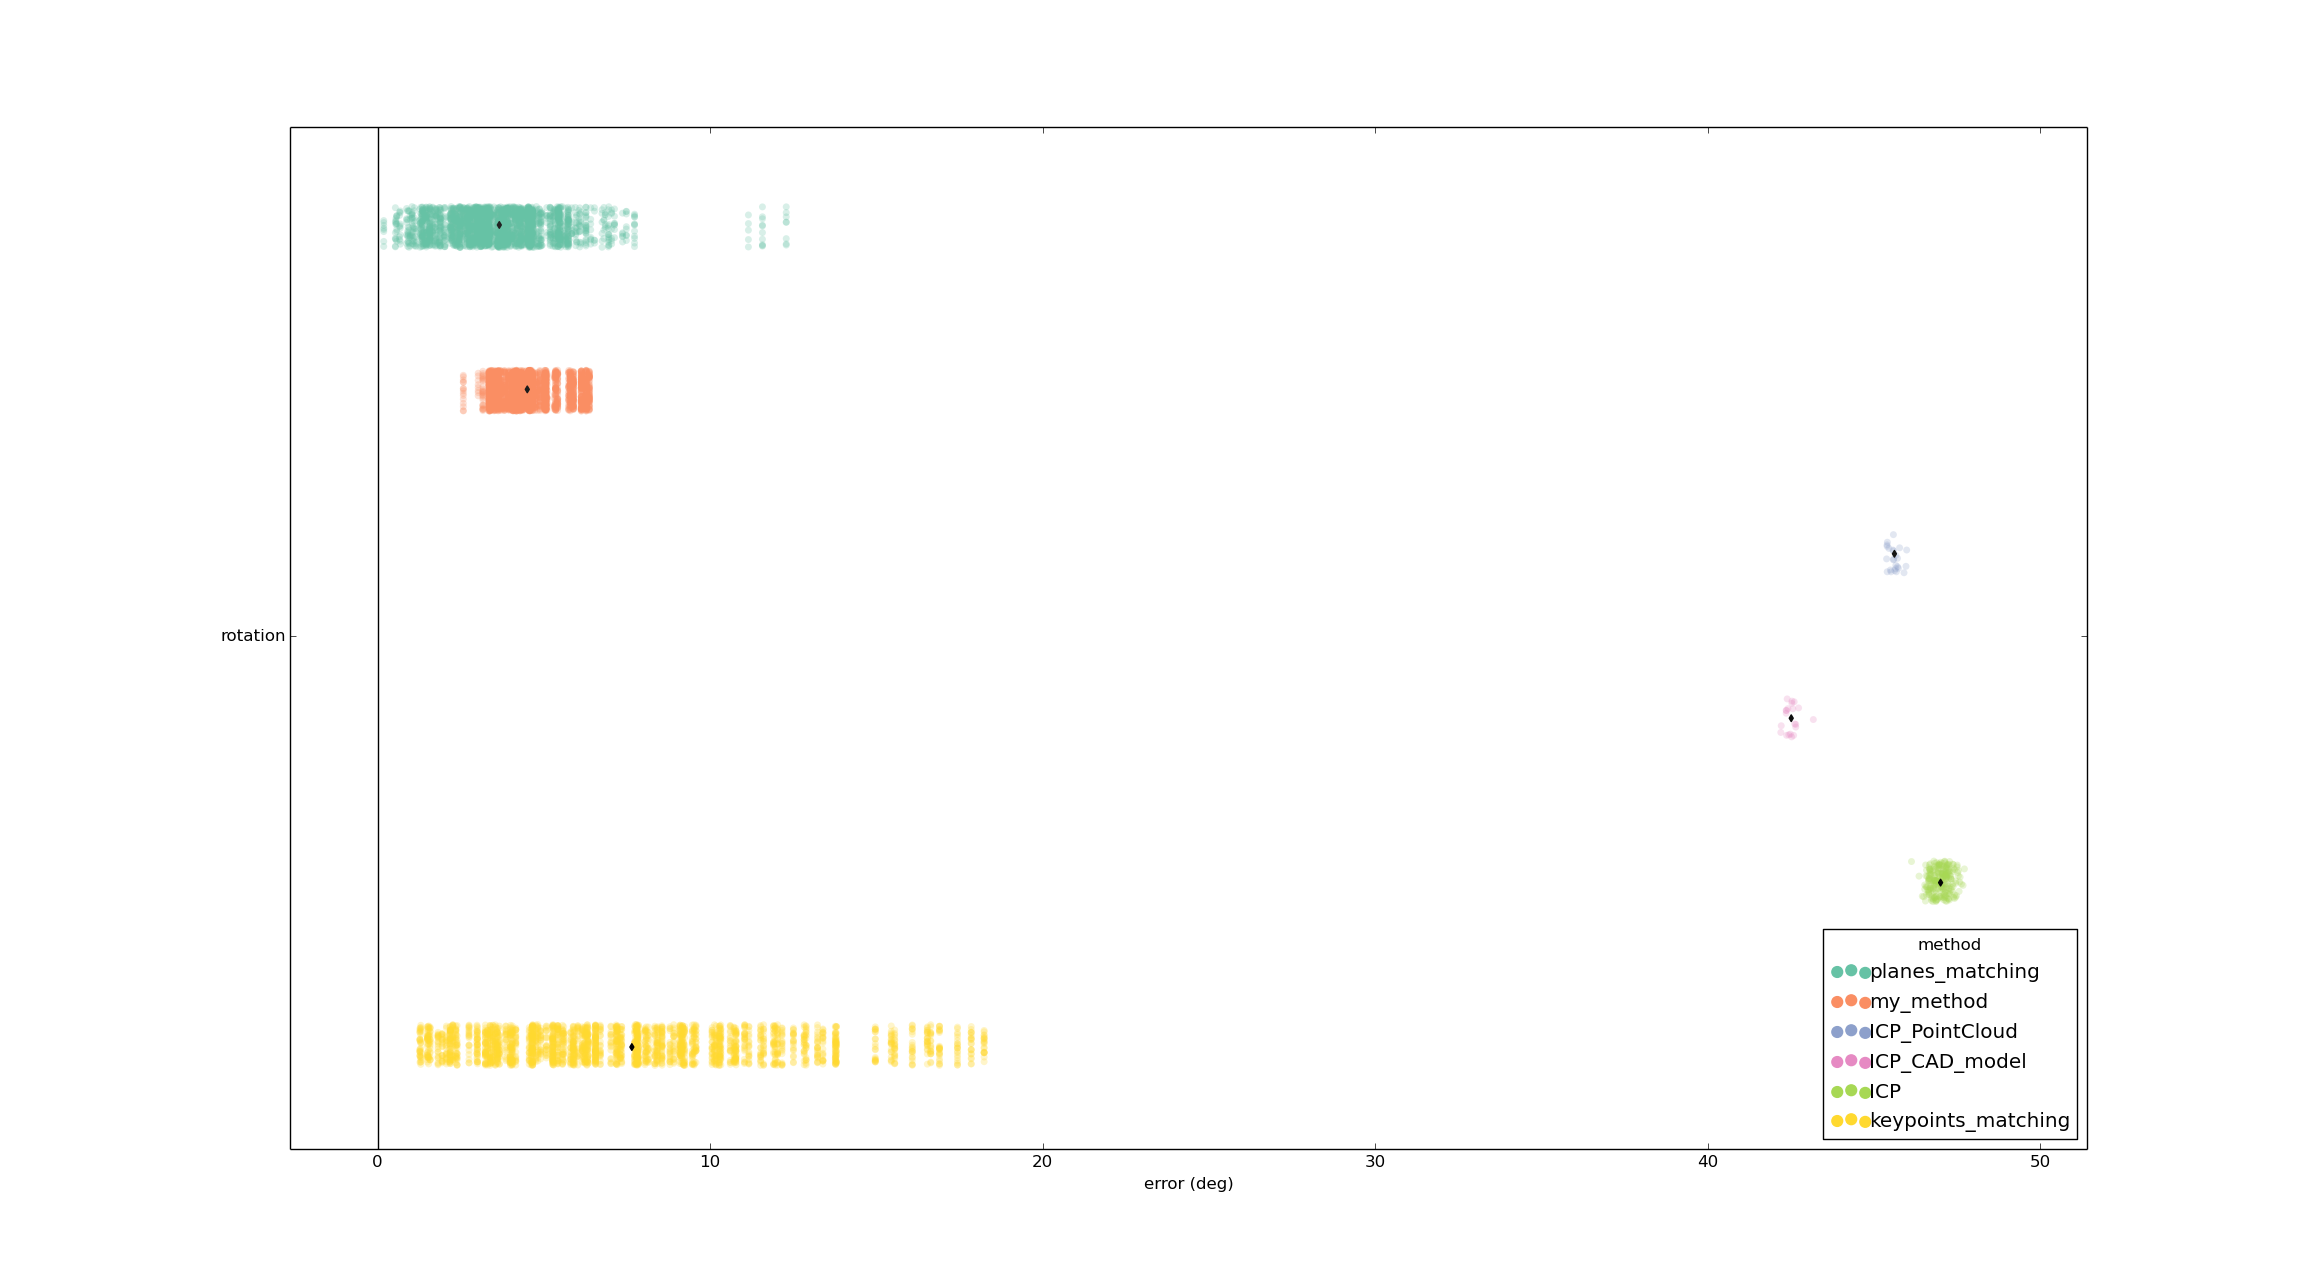 rotation
method
planes_matching
my_method
ICP_PointCloud
ICP_CAD_model
ICP
keypoints_matching
0 10 20 30 40 50
error (deg)